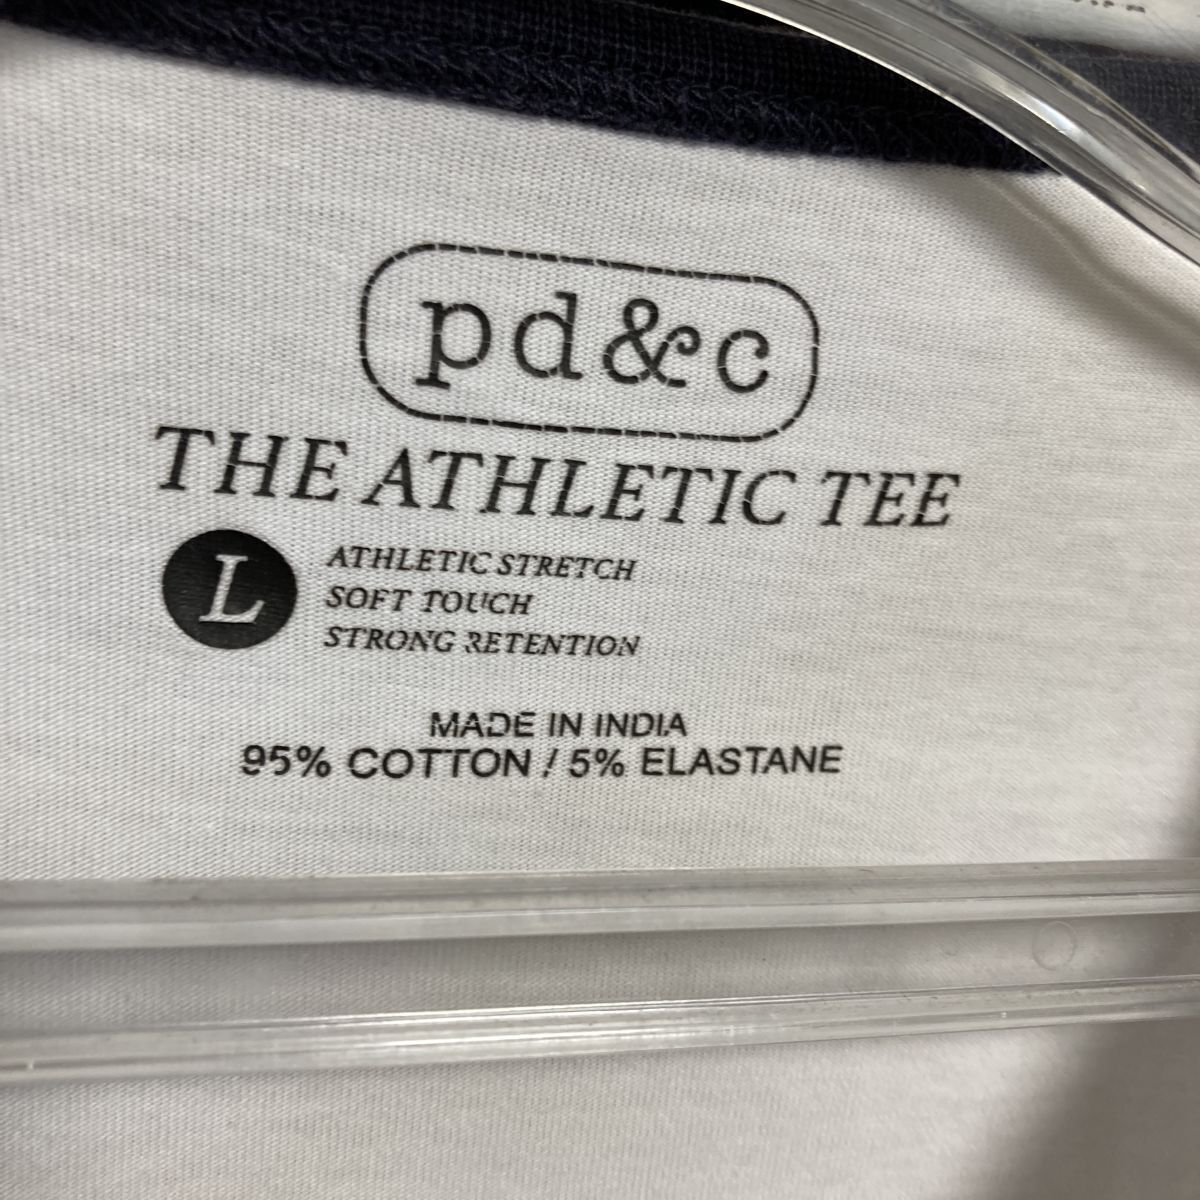 pd&c
THE ATHLETIC TEE
L
ATHLETIC STRETCH
SOFT TOUCH
STRONG RETENTION
MADE IN INDIA
95% COTTON / 5% ELASTANE